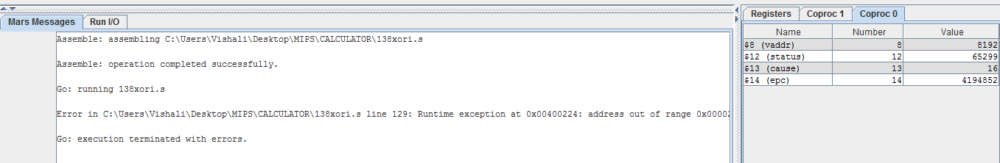 Mars Messages Run I/O
Assemble: assembling C:\Users\Vishali\Desktop\MIPS\CALCULATOR\138xori.s
Assemble: operation completed successfully.
Go: running 138xori.s
Error in C:\Users\Vishali\Desktop\MIPS\CALCULATOR\138xori.s line 129: Runtime exception at 0x00400224: address out of range 0x00002
Go: execution terminated with errors.
Registers Coproc 1 Coproc 0
Name Number Value
$8 (vaddr) 8 8192
$12 (status) 12 65299
$13 (cause) 13 16
$14 (epc) 14 4194852